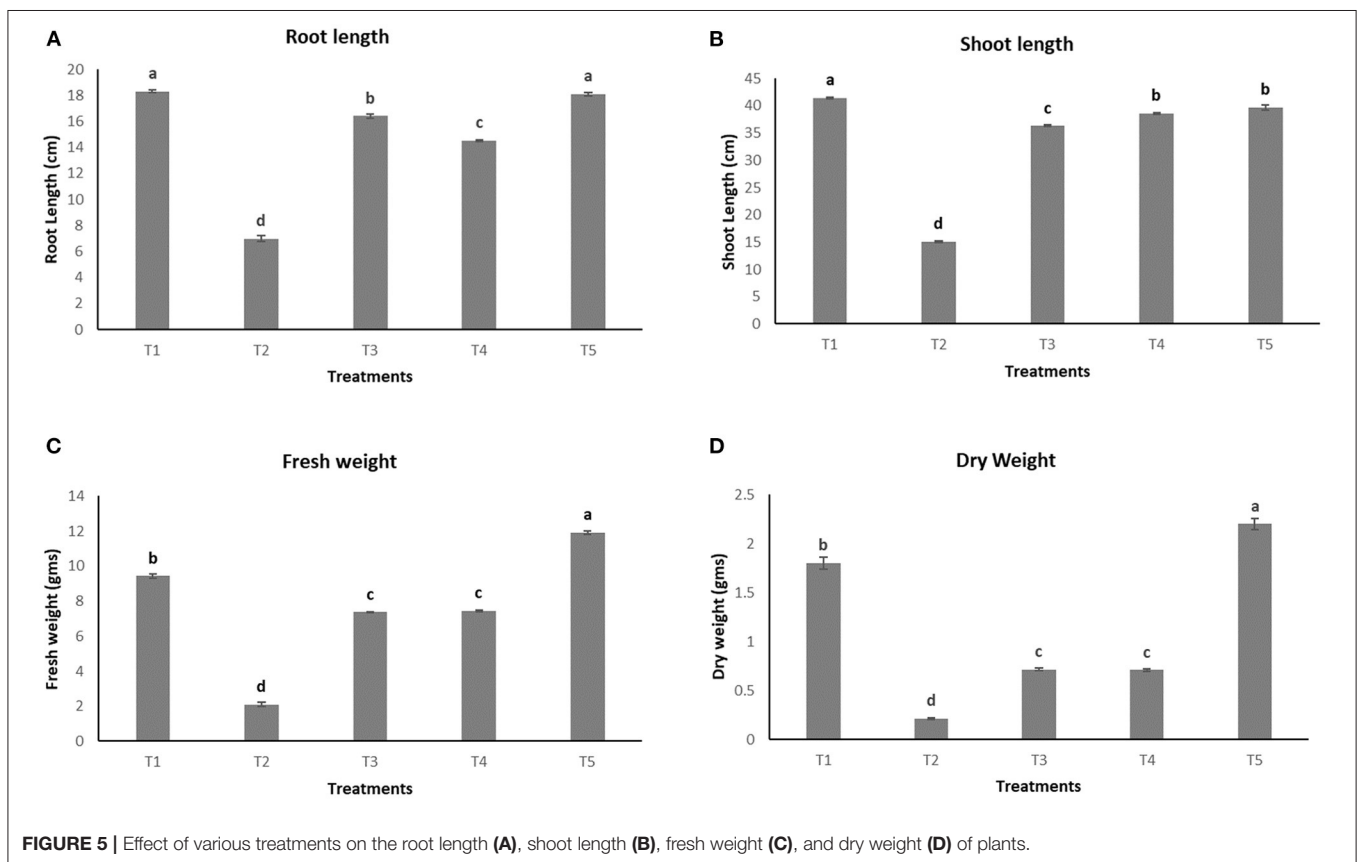 A
Root length
Root Length (cm)
20
18
16
14
12
10
8
6
4
2
0
a
d
b
c
a
T1 T2 T3 T4 T5
Treatments
B
Shoot length
Shoot Length (cm)
45
40
35
30
25
20
15
10
5
0
a
d
c
b
b
T1 T2 T3 T4 T5
Treatments
C
Fresh weight
Fresh weight (gms)
14
12
10
8
6
4
2
0
b
d
c
c
a
T1 T2 T3 T4 T5
Treatments
D
Dry Weight
Dry weight (gms)
2.5
2
1.5
1
0.5
0
b
d
c
c
a
T1 T2 T3 T4 T5
Treatments
FIGURE 5 | Effect of various treatments on the root length (A), shoot length (B), fresh weight (C), and dry weight (D) of plants.